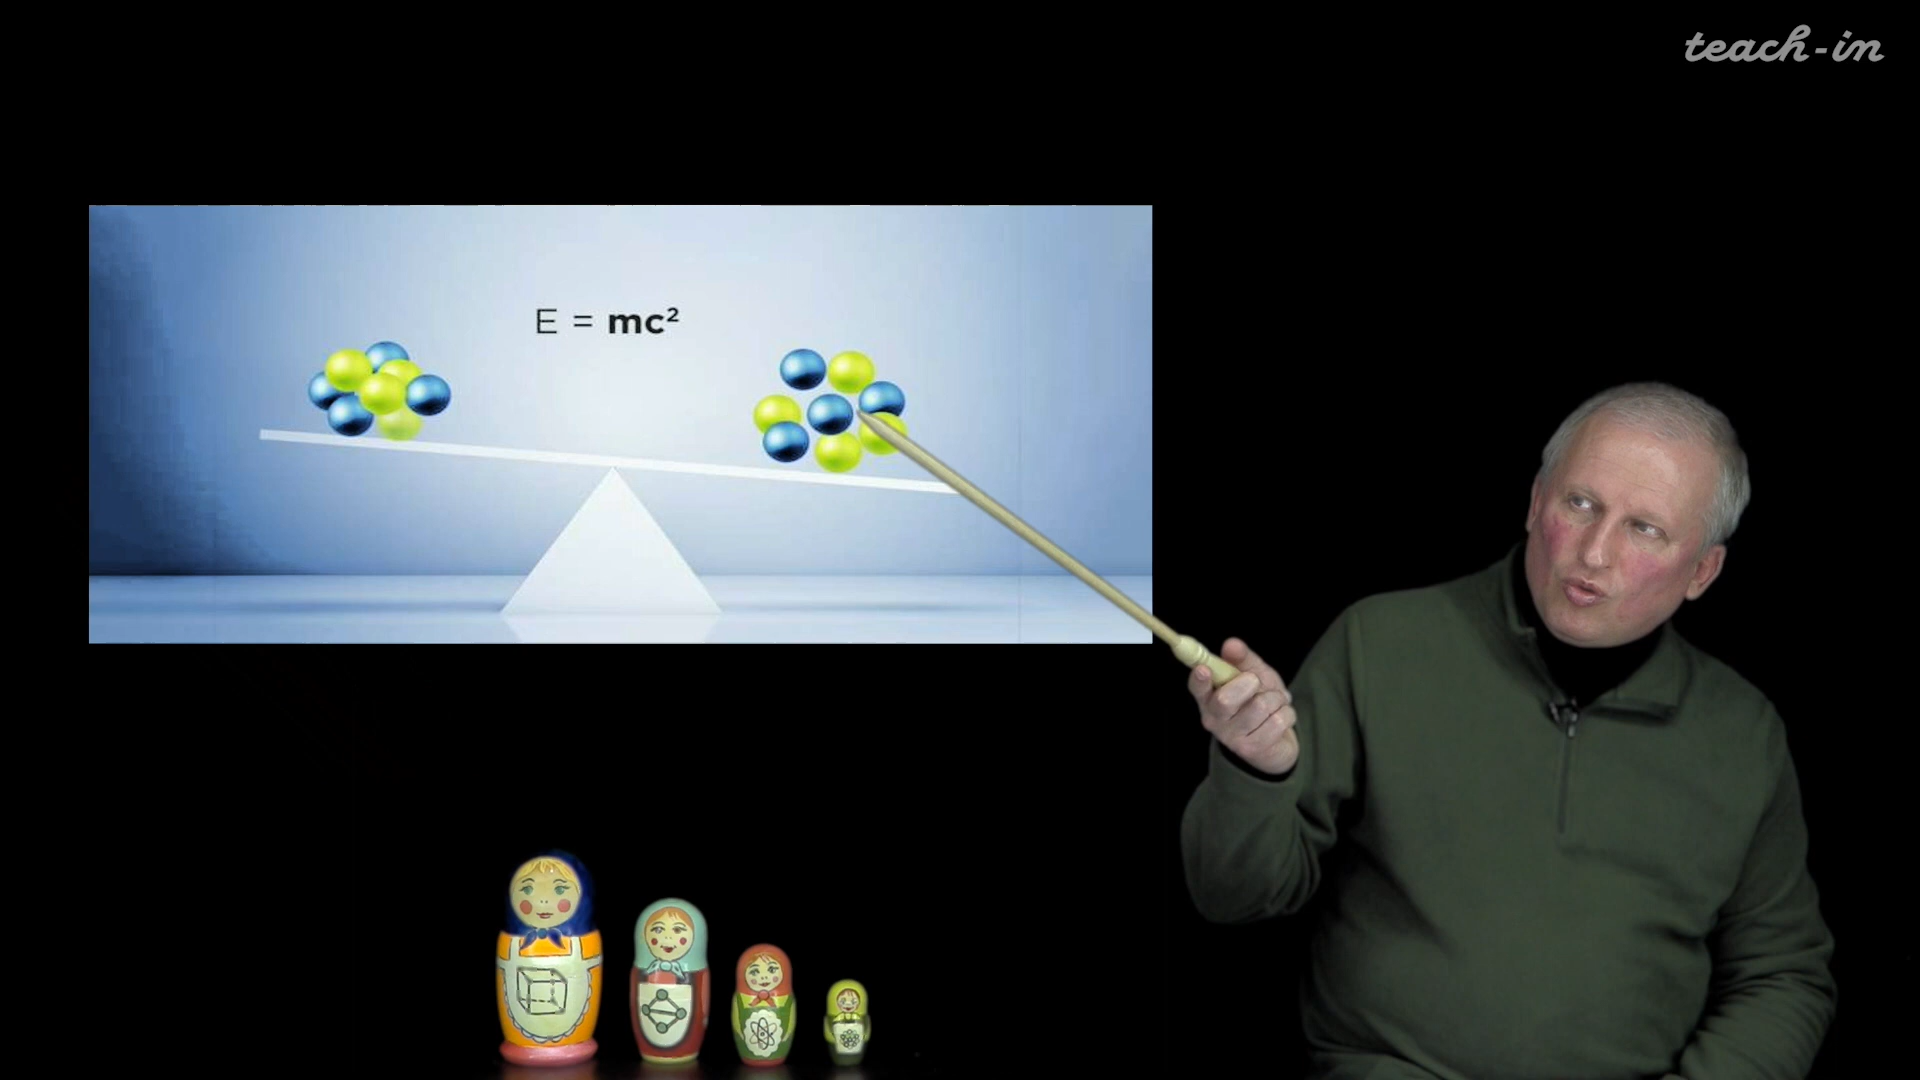 teach-in
E = mc²